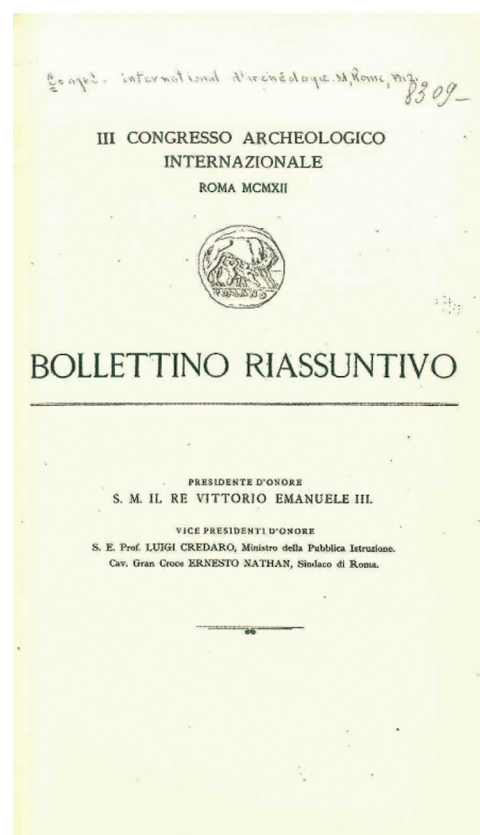 Congrè. international d'archéologie. 3d, Rome, 1912.
8309-
III CONGRESSO ARCHEOLOGICO
INTERNAZIONALE
ROMA MCMXII
ROMANO
BOLLETTINO RIASSUNTIVO
PRESIDENTE D'ONORE
S. M. IL RE VITTORIO EMANUELE III.
VICE PRESIDENTI D'ONORE
S. E. Prof. LUIGI CREDARO, Ministro della Pubblica Istruzione.
Cav. Gran Croce ERNESTO NATHAN, Sindaco di Roma.